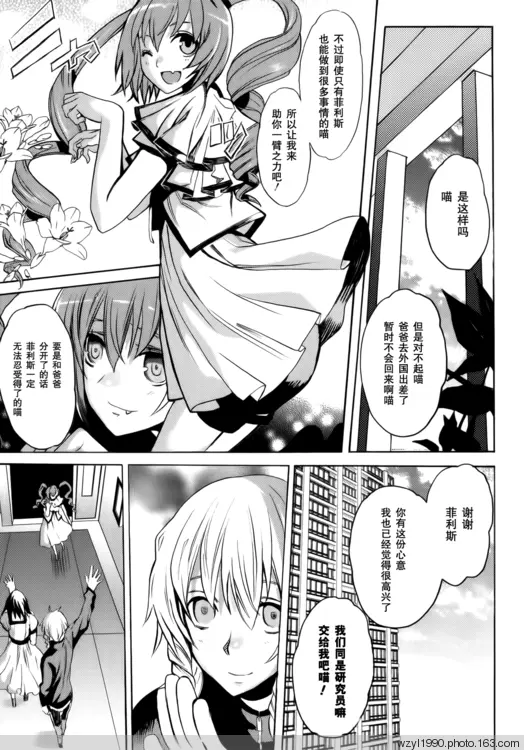 是这样吗
喵
但是对不起喵
爸爸去外国出差了
暂时不会回来啊喵
不过即使只有菲利斯
也能做到很多事情的喵
所以让我来
助你一臂之力吧!
要是和爸爸
分开了的话
菲利斯一定
无法忍受得了的喵
谢谢
菲利斯
你有这份心意
我也已经觉得很高兴了
我们同是研究员嘛
交给我吧喵!
wzyl1990.photo.163.com